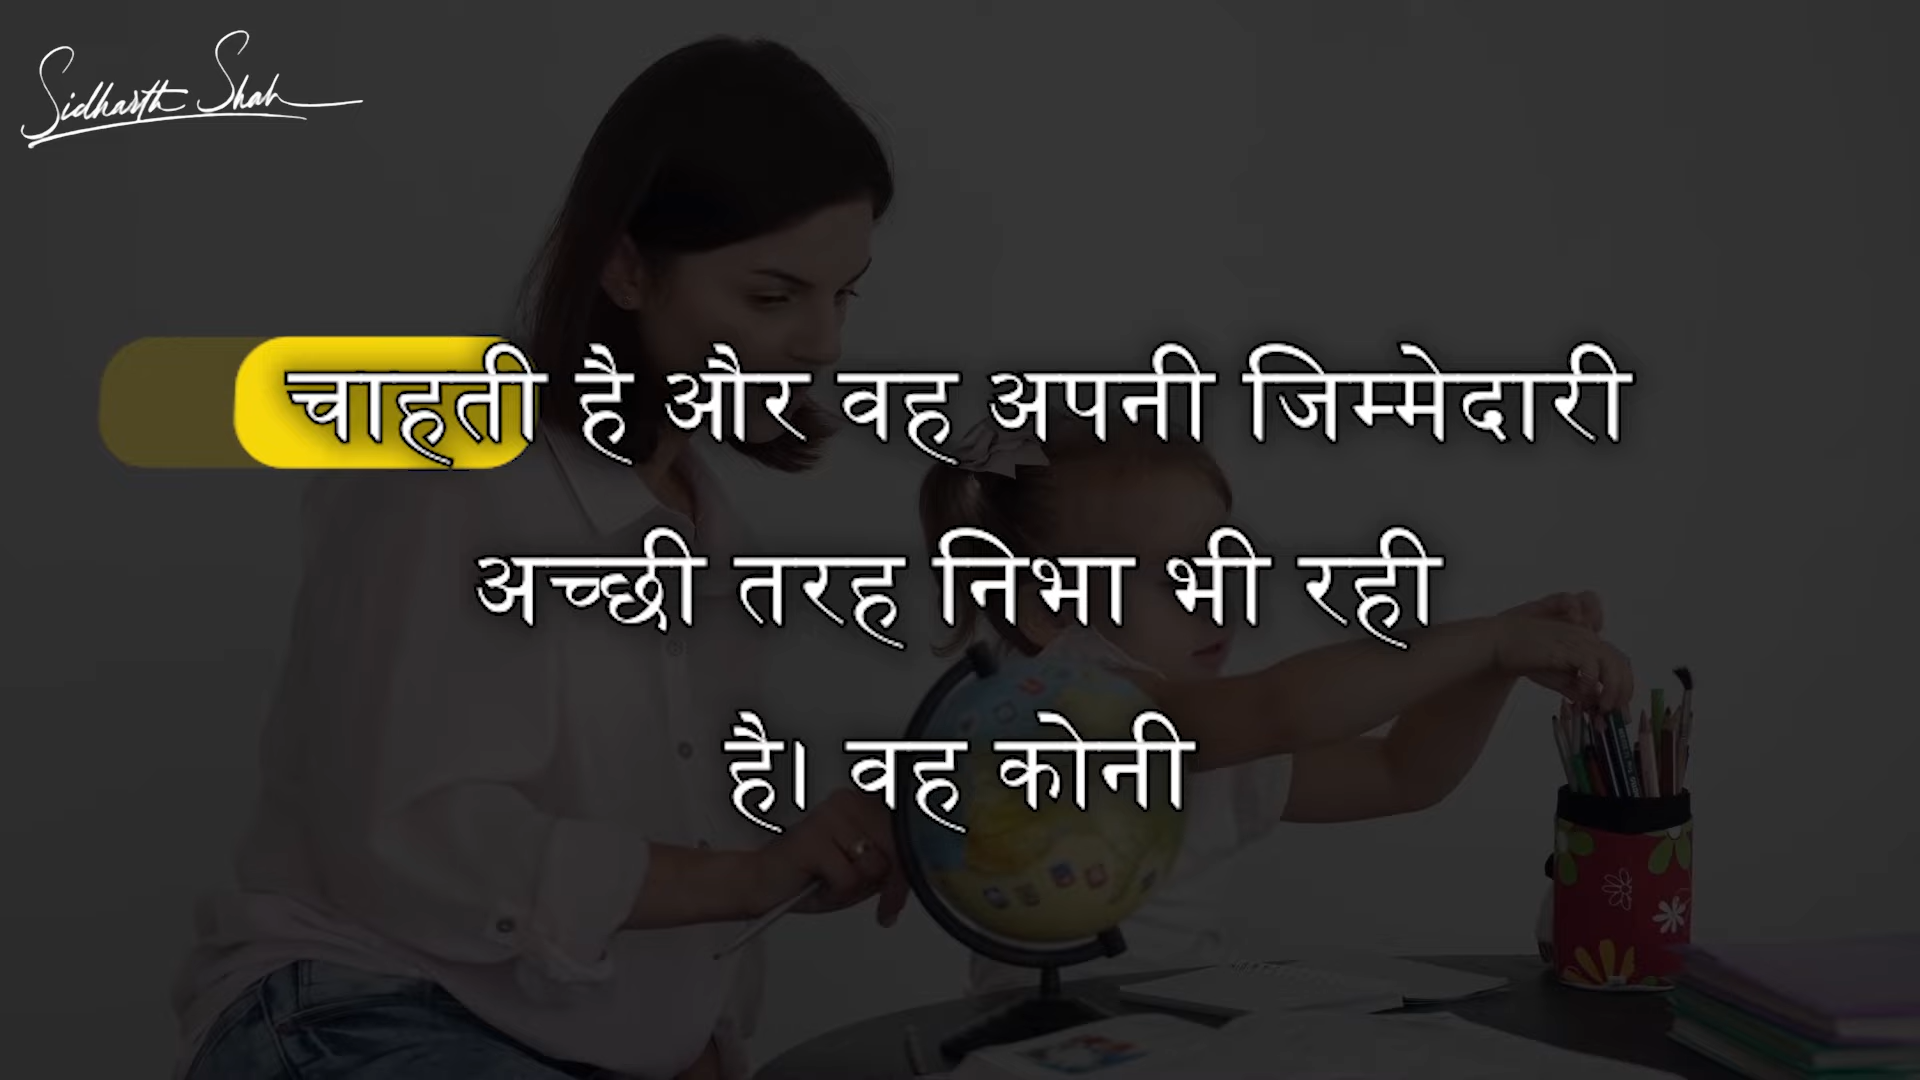 Sidharth Shah
चाहती है और वह अपनी जिम्मेदारी
अच्छी तरह निभा भी रही
है। वह कोनी